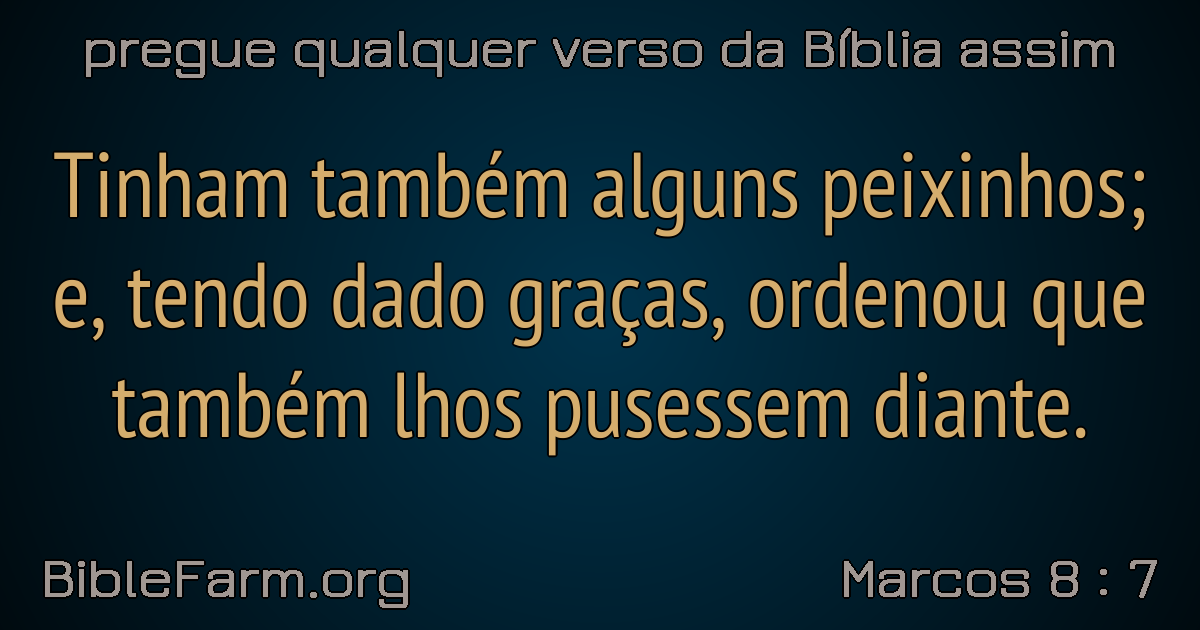 pregue qualquer verso da Bíblia assim
Tinham também alguns peixinhos;
e, tendo dado graças, ordenou que
também lhos pusessem diante.
BibleFarm.org
Marcos 8 : 7